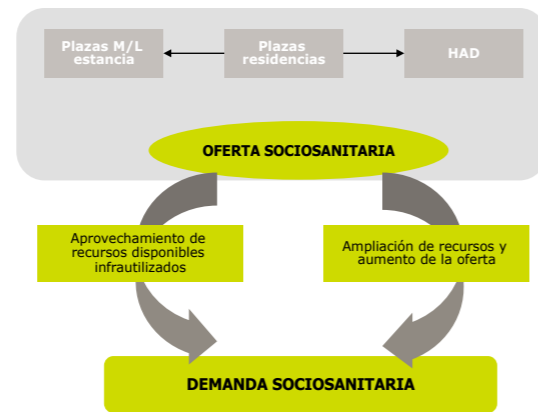 Plazas M/L
estancia
Plazas
residencias
HAD
OFERTA SOCIOSANITARIA
Aprovechamiento de
recursos disponibles
infrautilizados
Ampliación de recursos y
aumento de la oferta
DEMANDA SOCIOSANITARIA